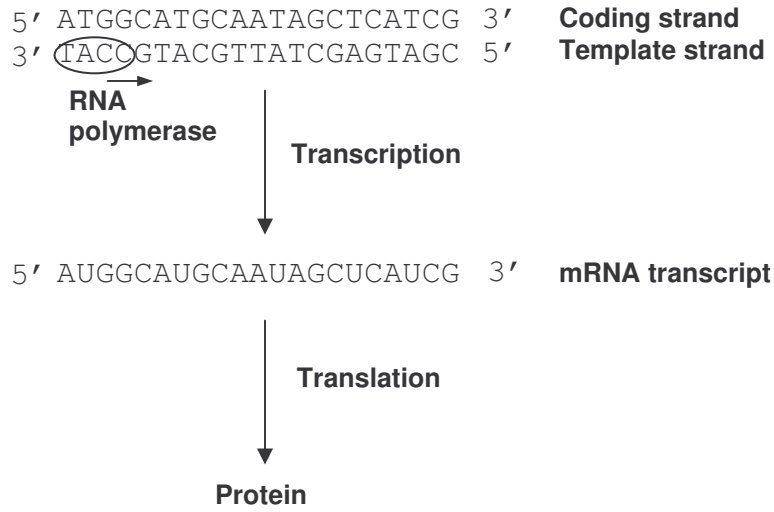 5′ ATGGCATGCAATAGCTCATCG 3′ Coding strand
3′ TACCGTACGTTATCGAGTAGC 5′ Template strand
RNA
polymerase
Transcription
5′ AUGGCAUGCAAUAGCUCAUCG 3′ mRNA transcript
Translation
Protein